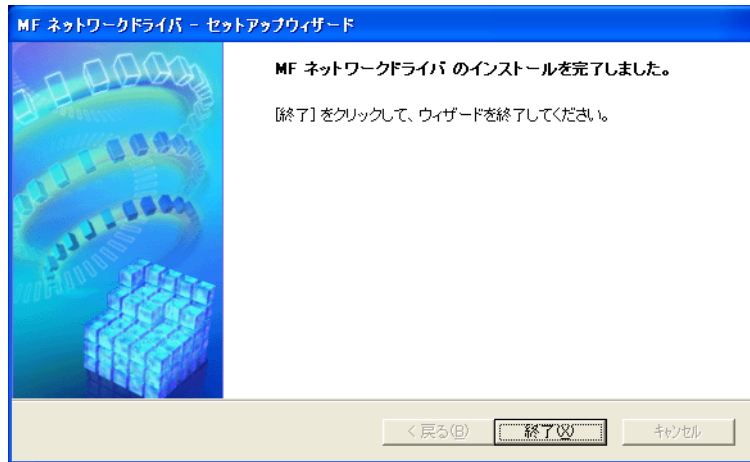 MF ネットワークドライバ - セットアップウィザード
MF ネットワークドライバ のインストールを完了しました。
[終了] をクリックして、ウィザードを終了してください。
< 戻る(B)
終了(X)
キャンセル